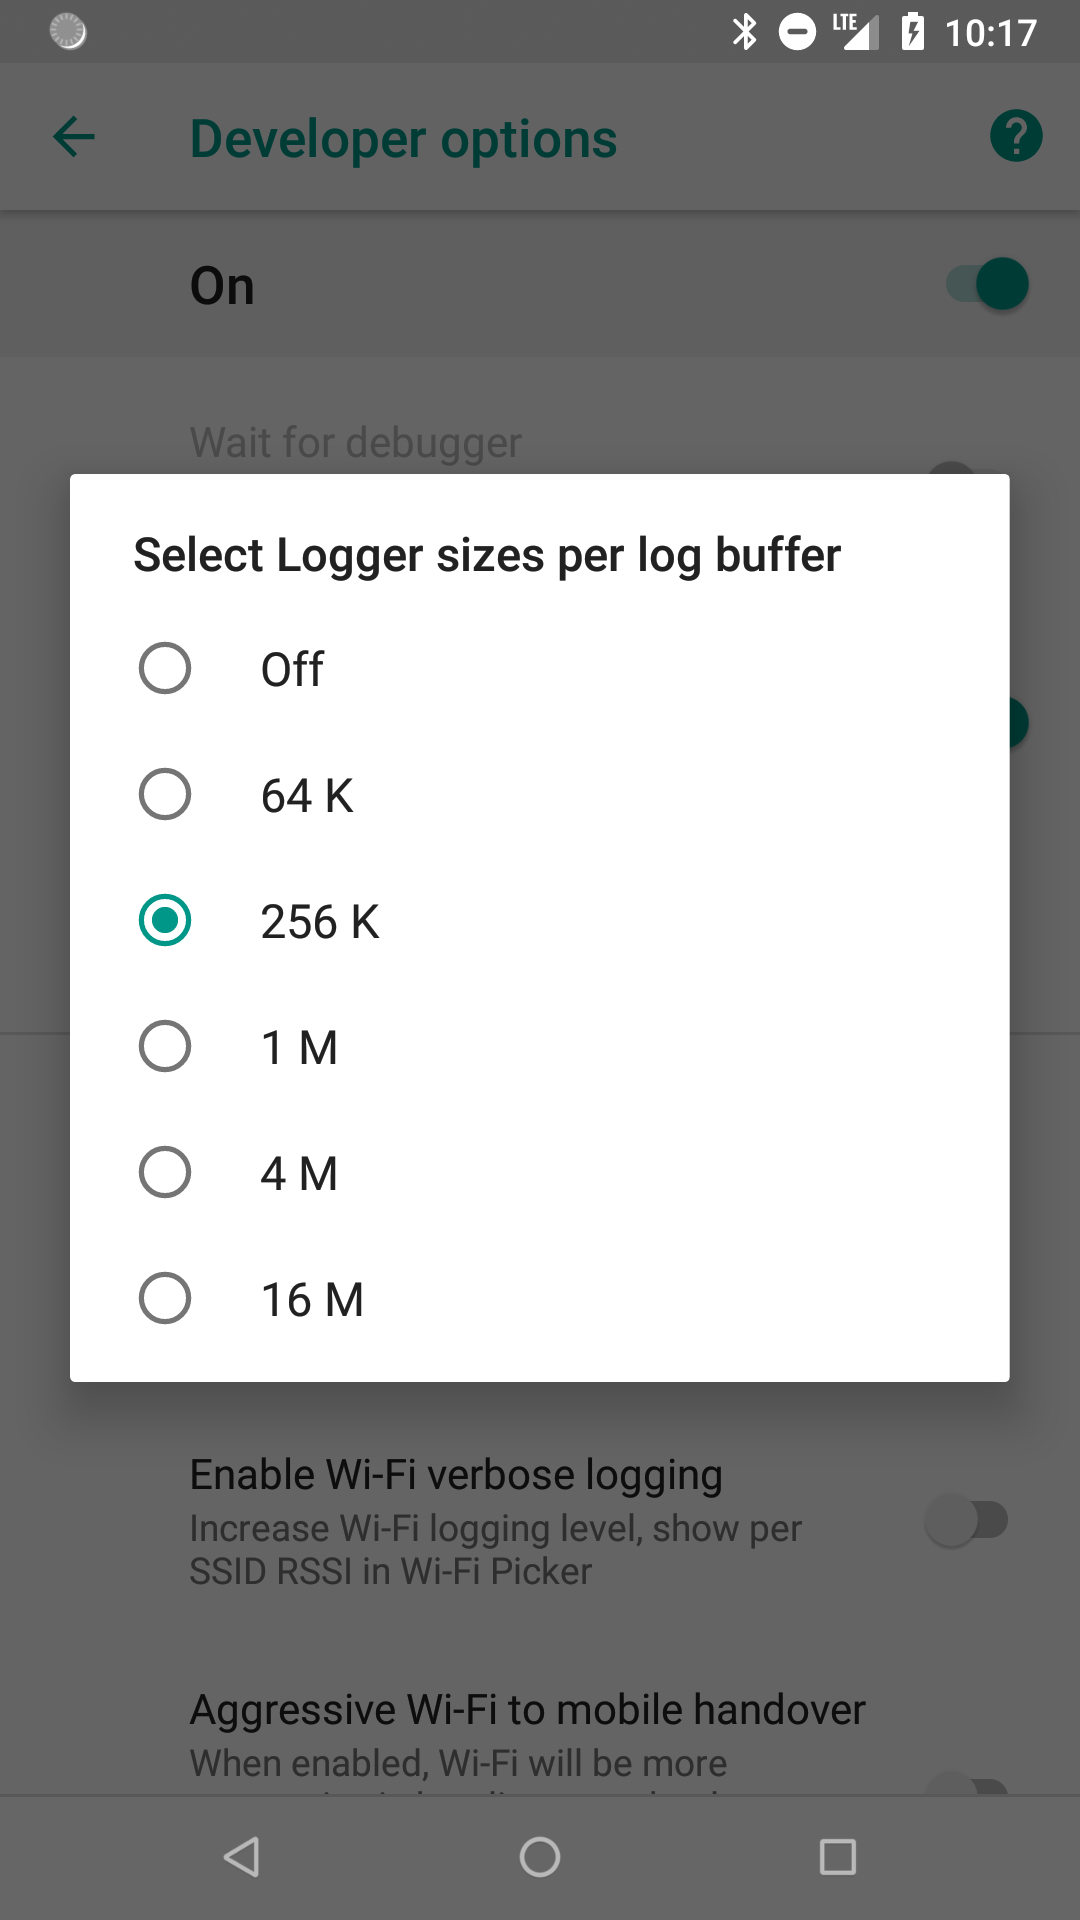 LTE 10:17
Developer options
On
Wait for debugger
Select Logger sizes per log buffer
Off
64 K
256 K
1 M
4 M
16 M
Enable Wi-Fi verbose logging
Increase Wi-Fi logging level, show per
SSID RSSI in Wi-Fi Picker
Aggressive Wi-Fi to mobile handover
When enabled, Wi-Fi will be more